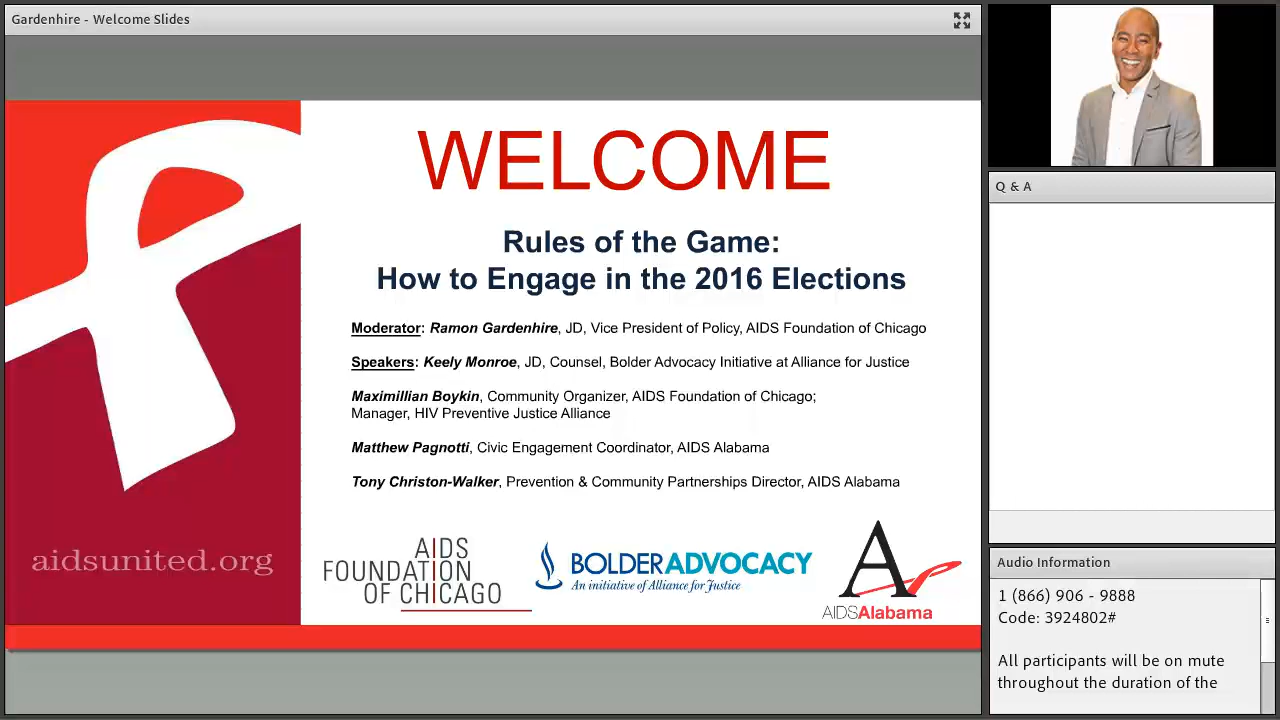 Gardenhire - Welcome Slides
WELCOME
Rules of the Game:
How to Engage in the 2016 Elections
Moderator: Ramon Gardenhire, JD, Vice President of Policy, AIDS Foundation of Chicago
Speakers: Keely Monroe, JD, Counsel, Bolder Advocacy Initiative at Alliance for Justice
Maximillian Boykin, Community Organizer, AIDS Foundation of Chicago;
Manager, HIV Preventive Justice Alliance
Matthew Pagnotti, Civic Engagement Coordinator, AIDS Alabama
Tony Christon-Walker, Prevention & Community Partnerships Director, AIDS Alabama
aidsunited.org
AIDS
FOUNDATION
OF CHICAGO
BOLDERADVOCACY
An initiative of Alliance for Justice
A
AIDSAlabama
Q & A
Audio Information
1 (866) 906 - 9888
Code: 3924802#
All participants will be on mute
throughout the duration of the